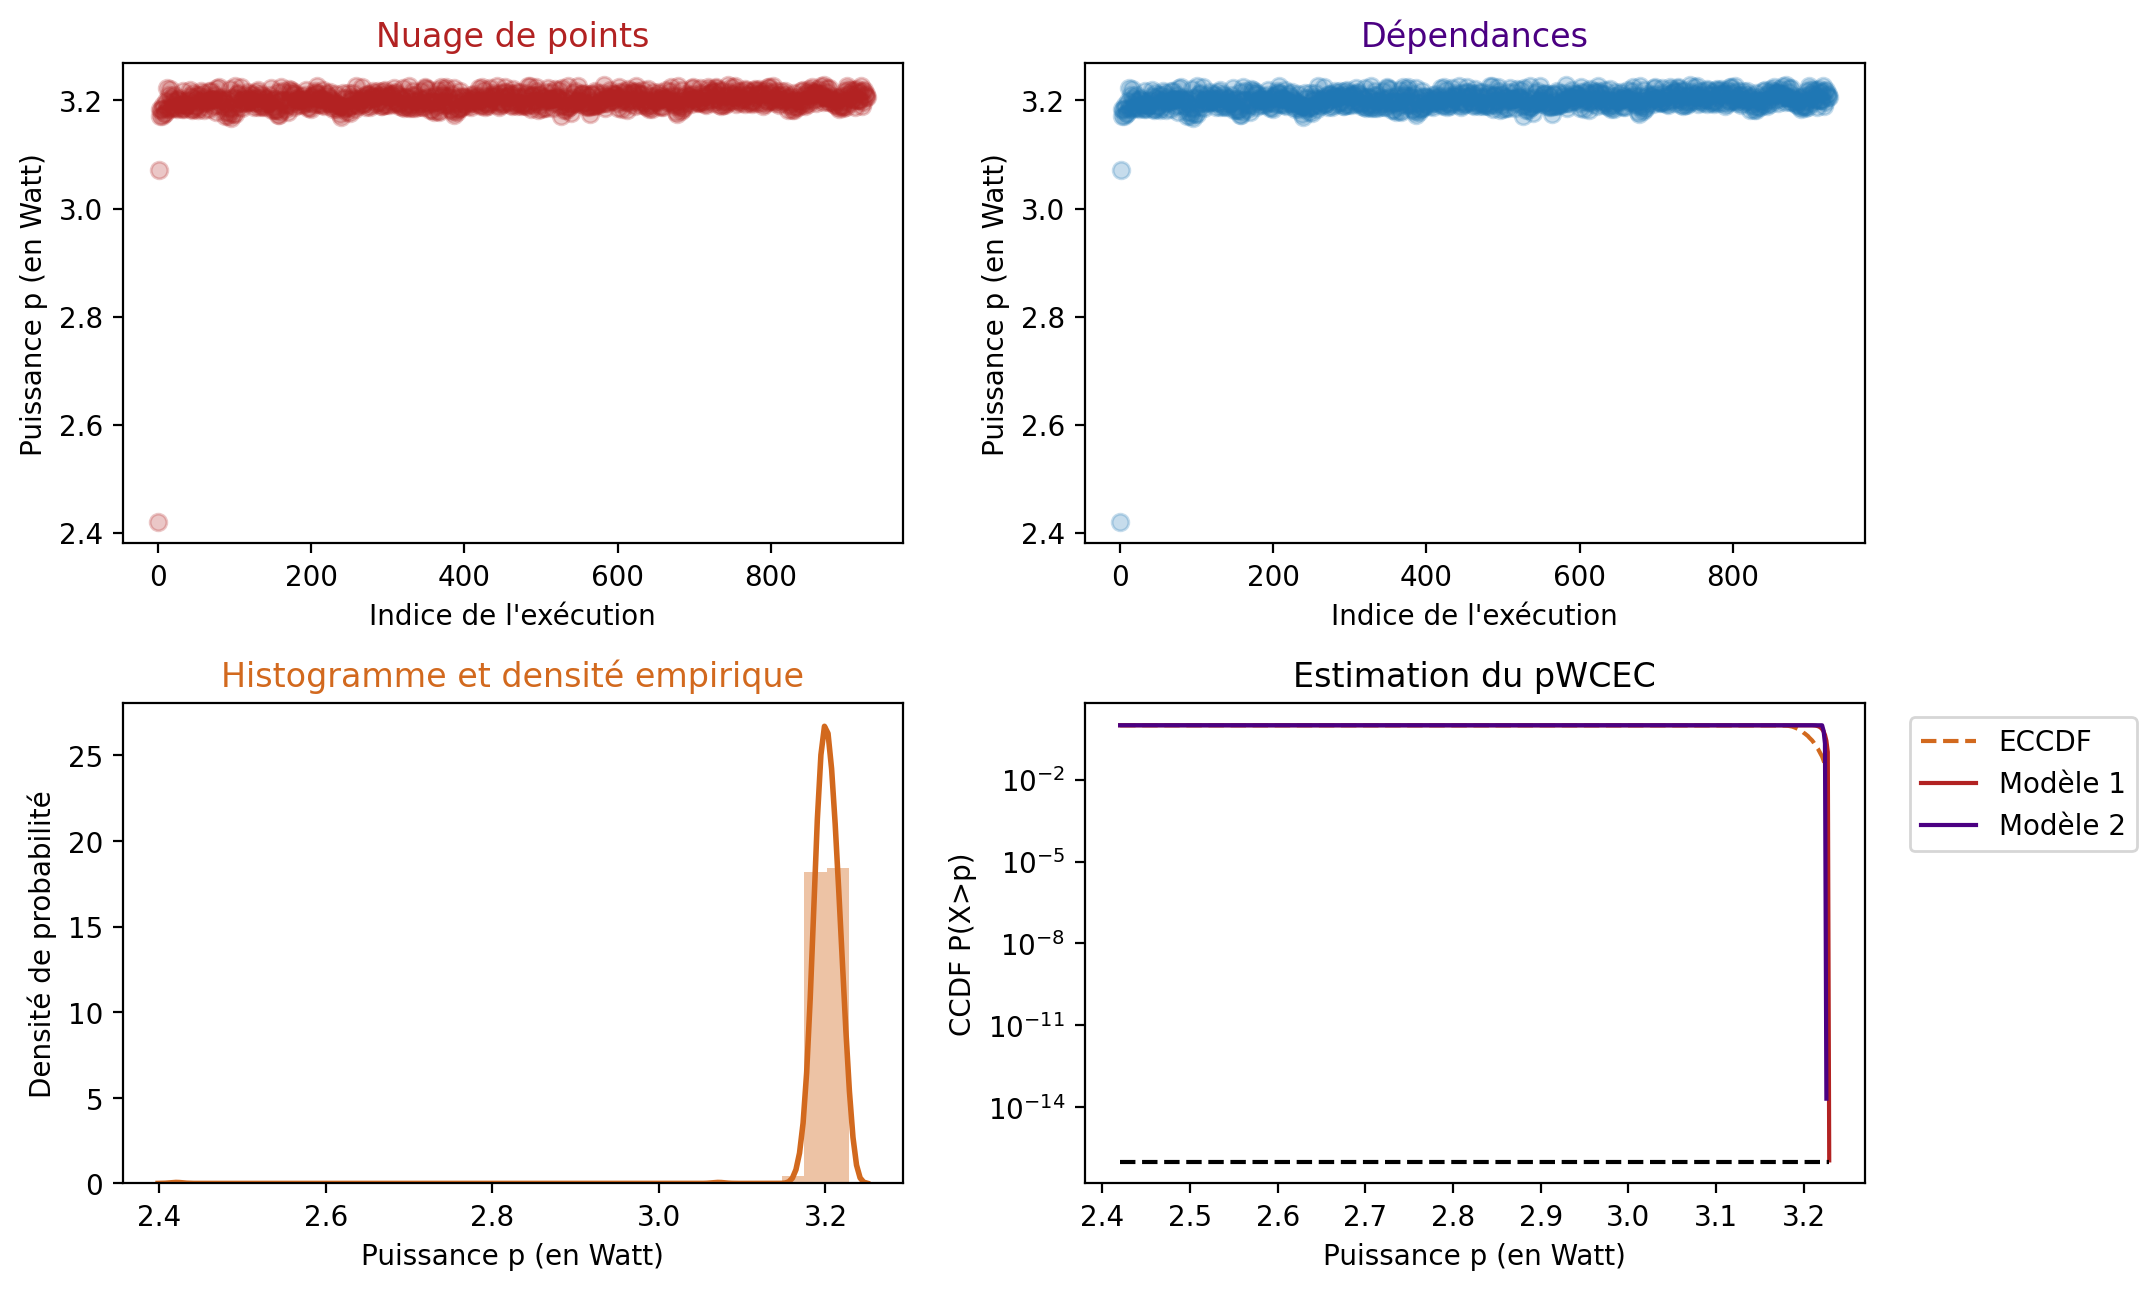 Nuage de points
Puissance p (en Watt)
3.2
3.0
2.8
2.6
2.4
0 200 400 600 800
Indice de l'exécution
Dépendances
Puissance p (en Watt)
3.2
3.0
2.8
2.6
2.4
0 200 400 600 800
Indice de l'exécution
Histogramme et densité empirique
Densité de probabilité
25
20
15
10
5
0
2.4 2.6 2.8 3.0 3.2
Puissance p (en Watt)
Estimation du pWCEC
CCDF P(X>p)
10⁻²
10⁻⁵
10⁻⁸
10⁻¹¹
10⁻¹⁴
2.4 2.5 2.6 2.7 2.8 2.9 3.0 3.1 3.2
Puissance p (en Watt)
ECCDF
Modèle 1
Modèle 2